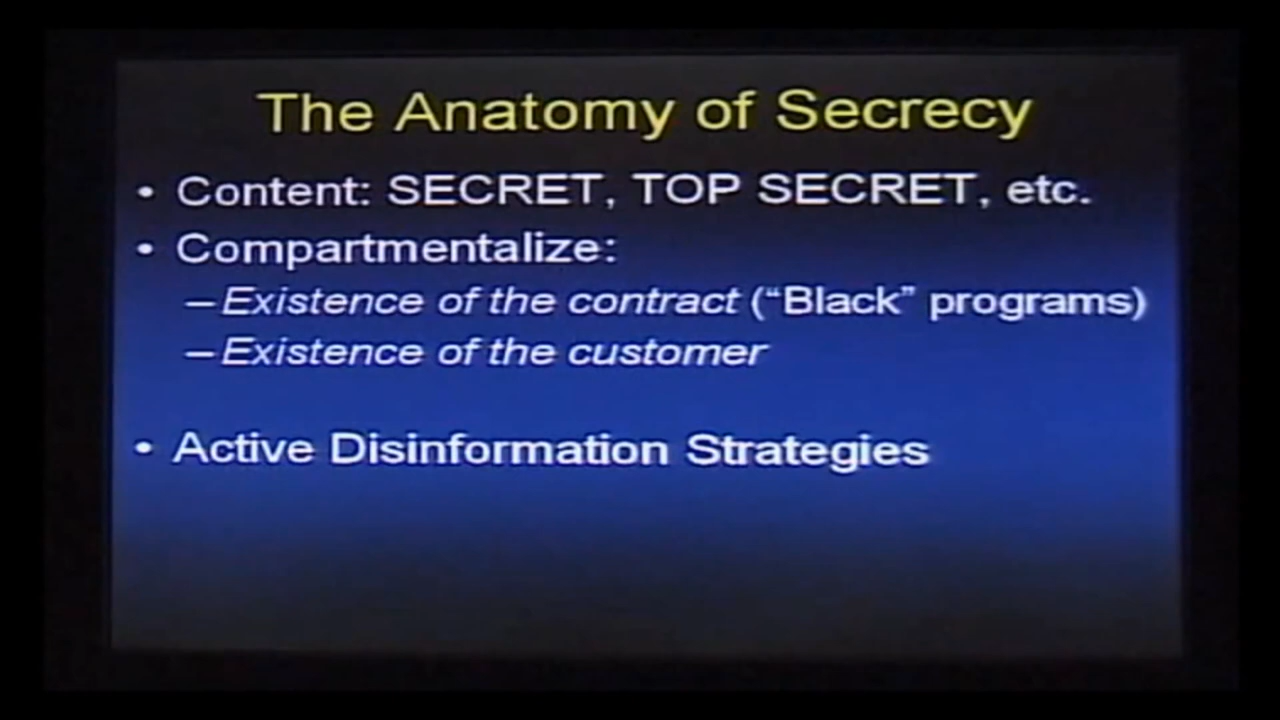 The Anatomy of Secrecy
• Content: SECRET, TOP SECRET, etc.
• Compartmentalize:
–Existence of the contract (“Black” programs)
–Existence of the customer
• Active Disinformation Strategies